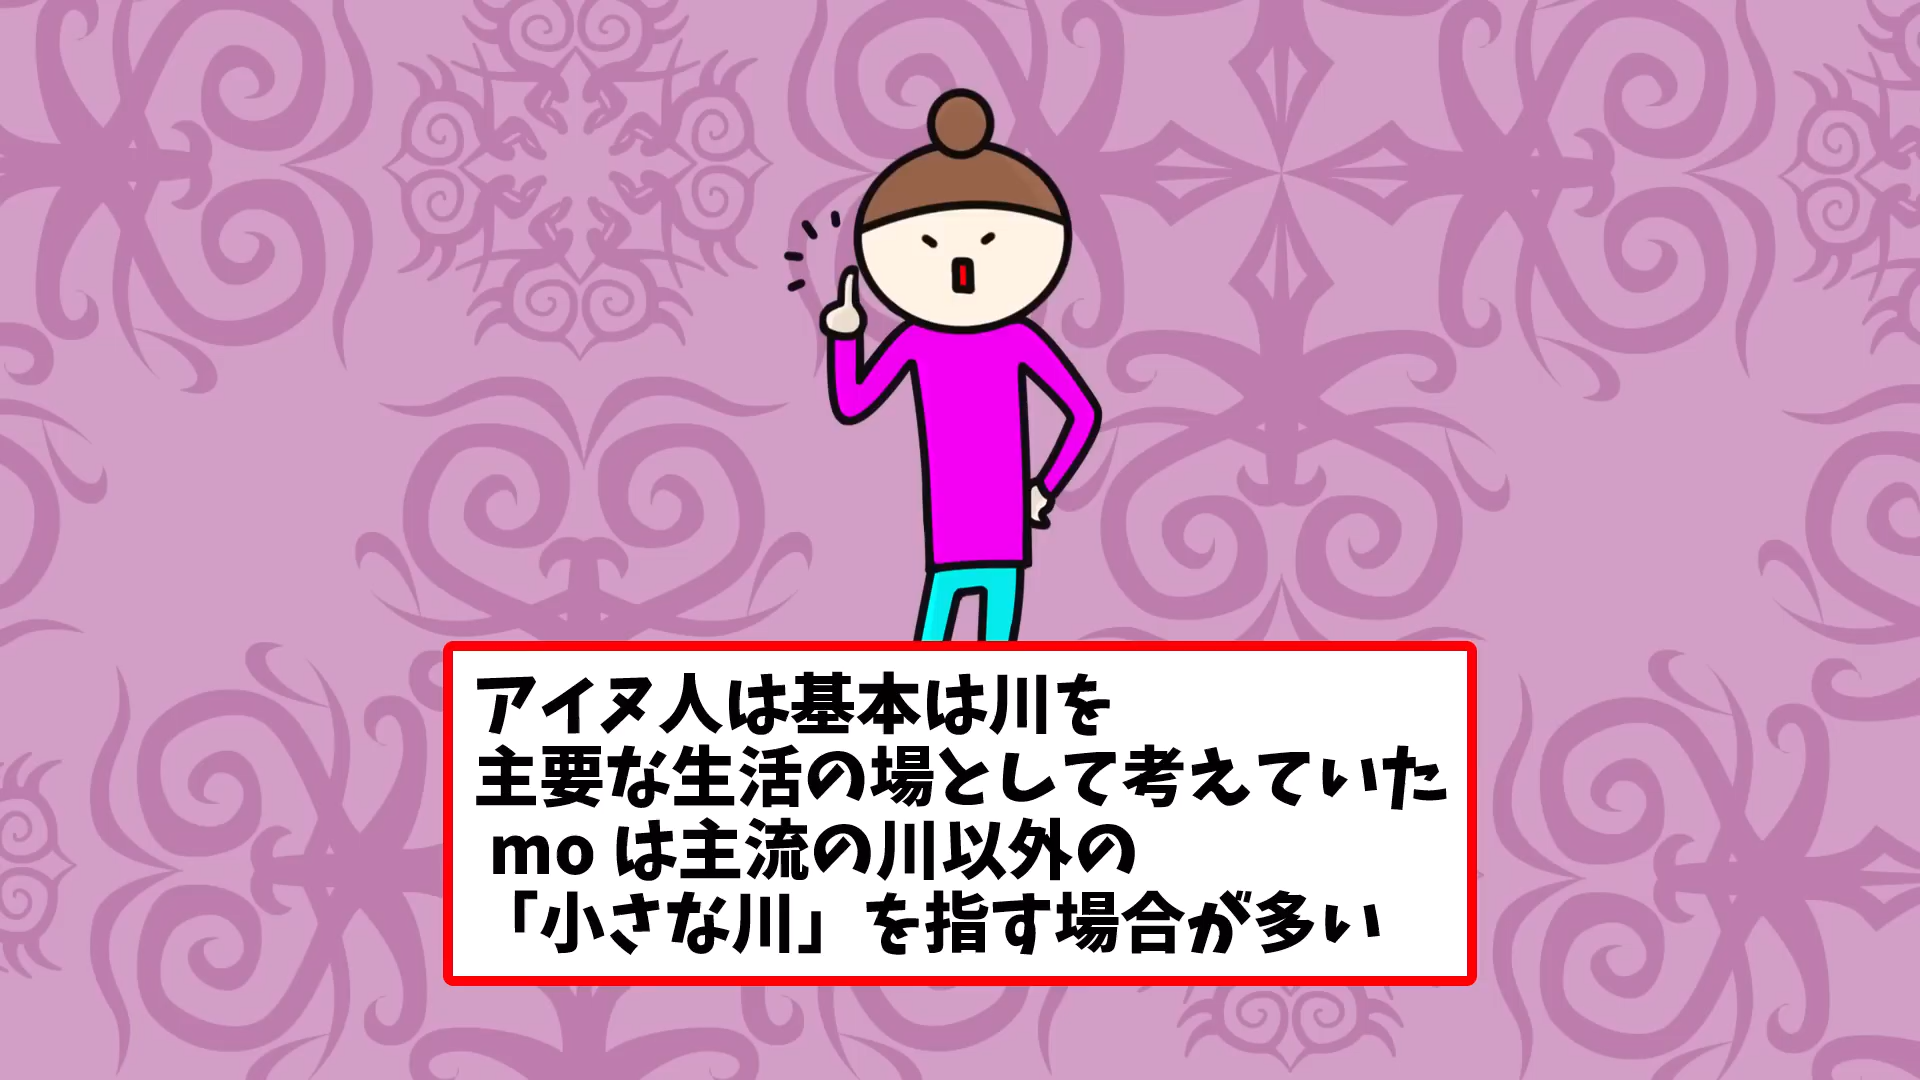 アイヌ人は基本は川を
主要な生活の場として考えていた
mo は主流の川以外の
「小さな川」を指す場合が多い